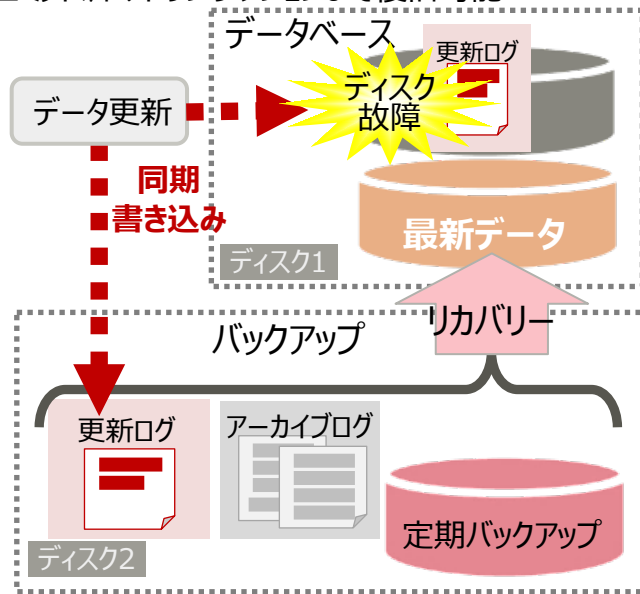 データベース
更新ログ
データ更新
ディスク
故障
同期
書き込み
最新データ
ディスク1
リカバリー
バックアップ
更新ログ
アーカイブログ
定期バックアップ
ディスク2